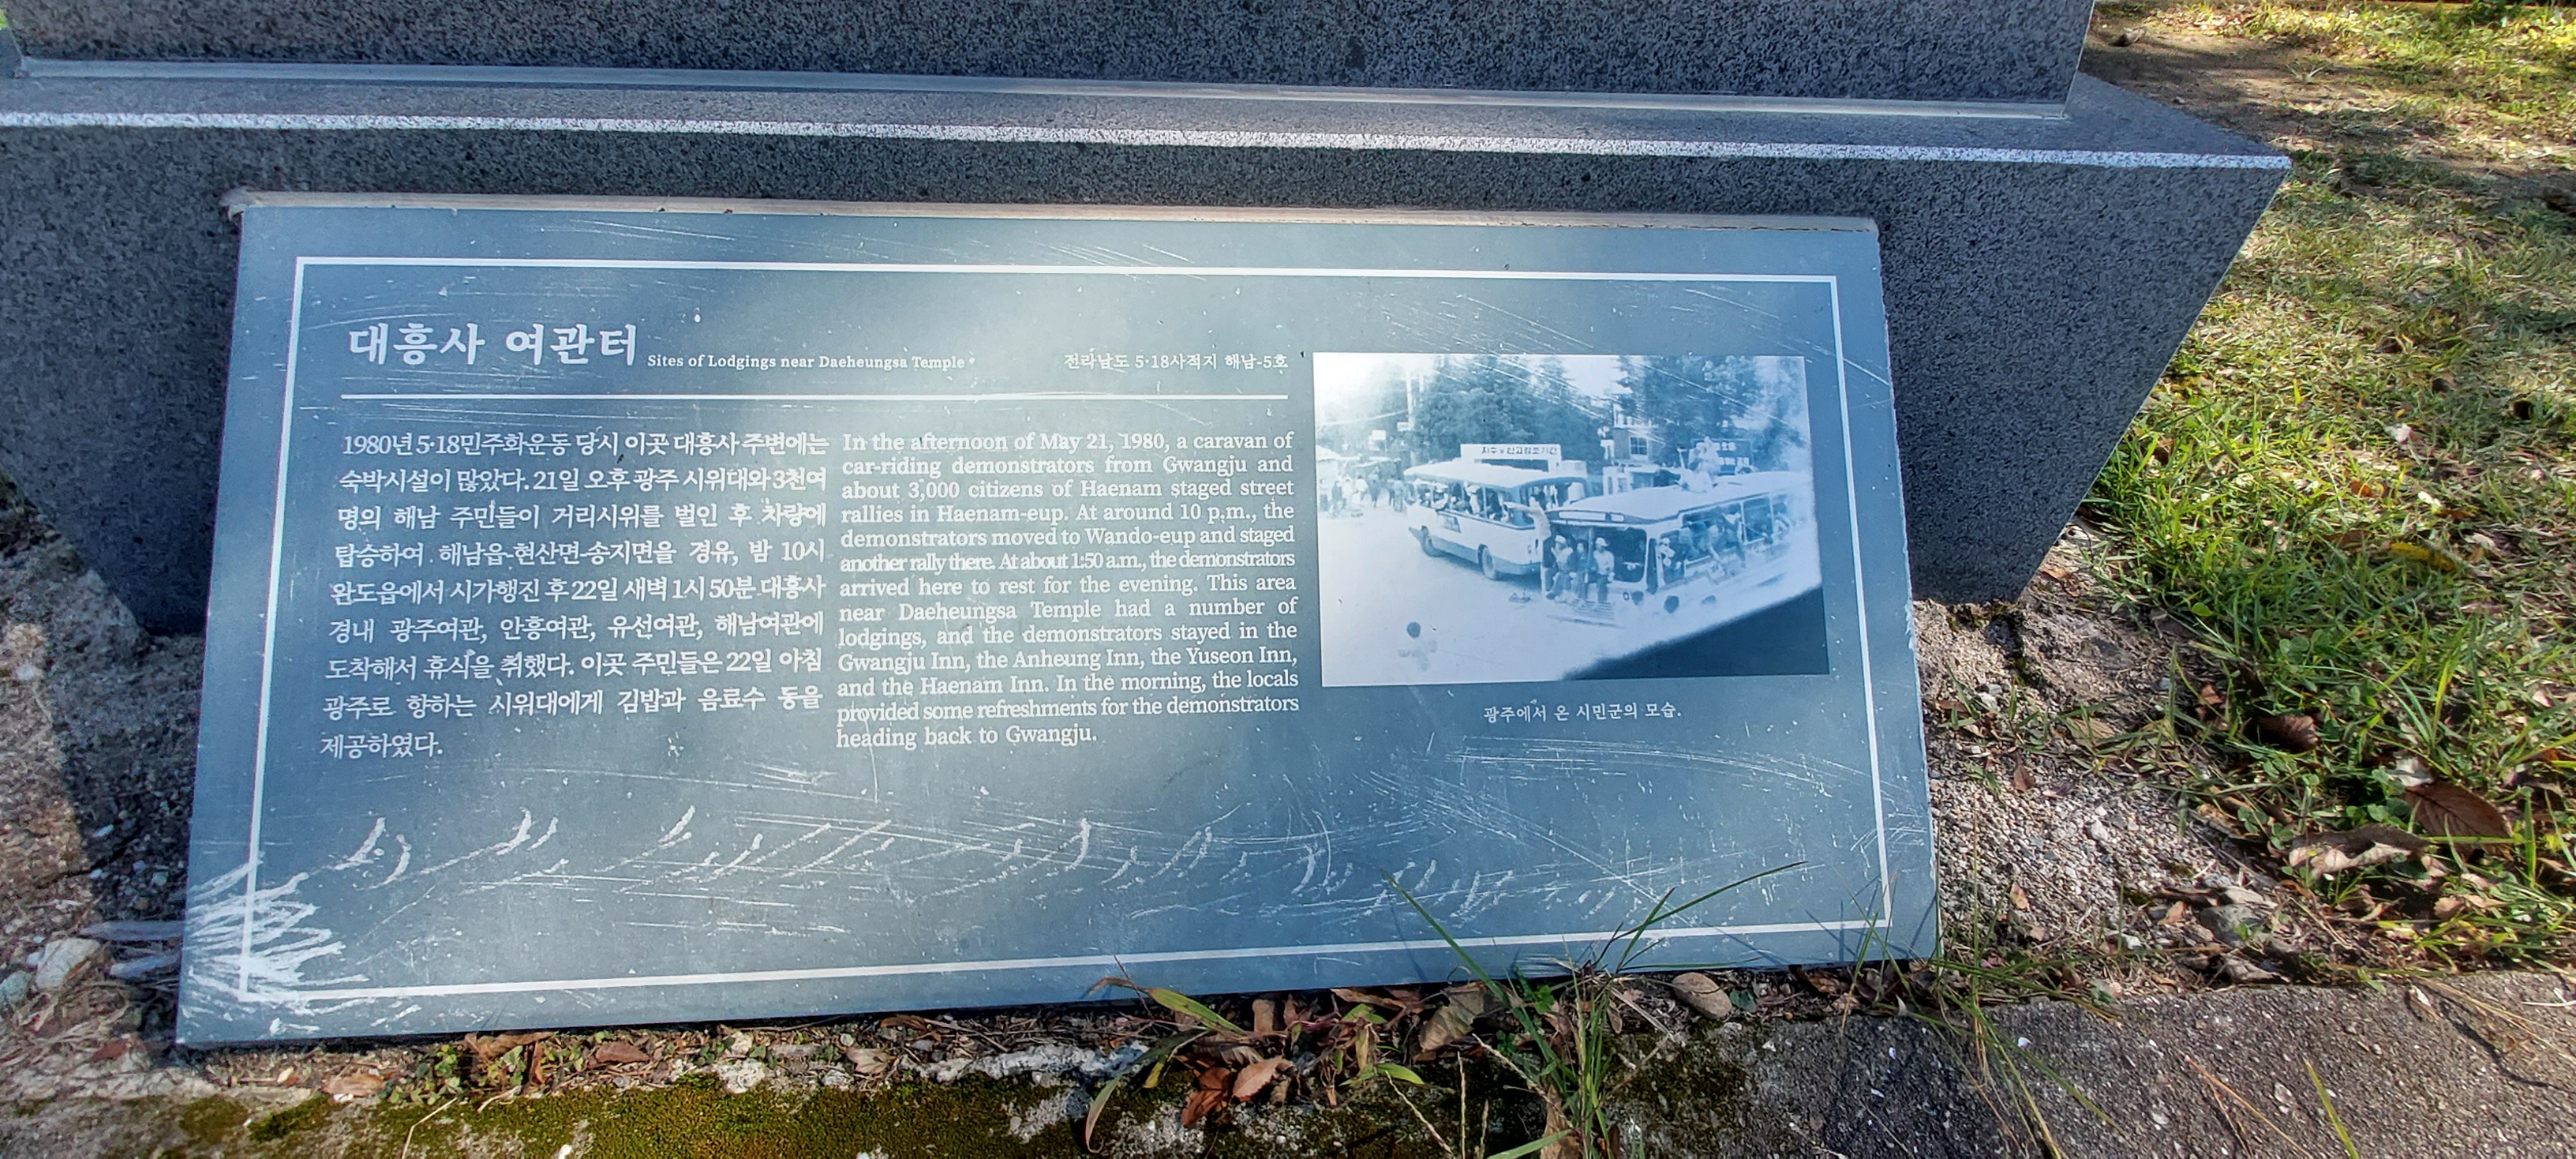 대흥사 여관터 Sites of Lodgings near Daeheungsa Temple
전라남도 5·18사적지 해남-5호
1980년 5·18민주화운동 당시 이곳 대흥사 주변에는
숙박시설이 많았다. 21일 오후 광주 시위대와 3천여
명의 해남 주민들이 거리시위를 벌인 후 차량에
탑승하여 해남읍-현산면-송지면을 경유, 밤 10시
완도읍에서 시가행진 후 22일 새벽 1시 50분 대흥사
경내 광주여관, 안흥여관, 유선여관, 해남여관에
도착해서 휴식을 취했다. 이곳 주민들은 22일 아침
광주로 향하는 시위대에게 김밥과 음료수 등을
제공하였다.
In the afternoon of May 21, 1980, a caravan of
car-riding demonstrators from Gwangju and
about 3,000 citizens of Haenam staged street
rallies in Haenam-eup. At around 10 p.m., the
demonstrators moved to Wando-eup and staged
another rally there. At about 1:50 a.m., the demonstrators
arrived here to rest for the evening. This area
near Daeheungsa Temple had a number of
lodgings, and the demonstrators stayed in the
Gwangju Inn, the Anheung Inn, the Yuseon Inn,
and the Haenam Inn. In the morning, the locals
provided some refreshments for the demonstrators
heading back to Gwangju.
광주에서 온 시민군의 모습.